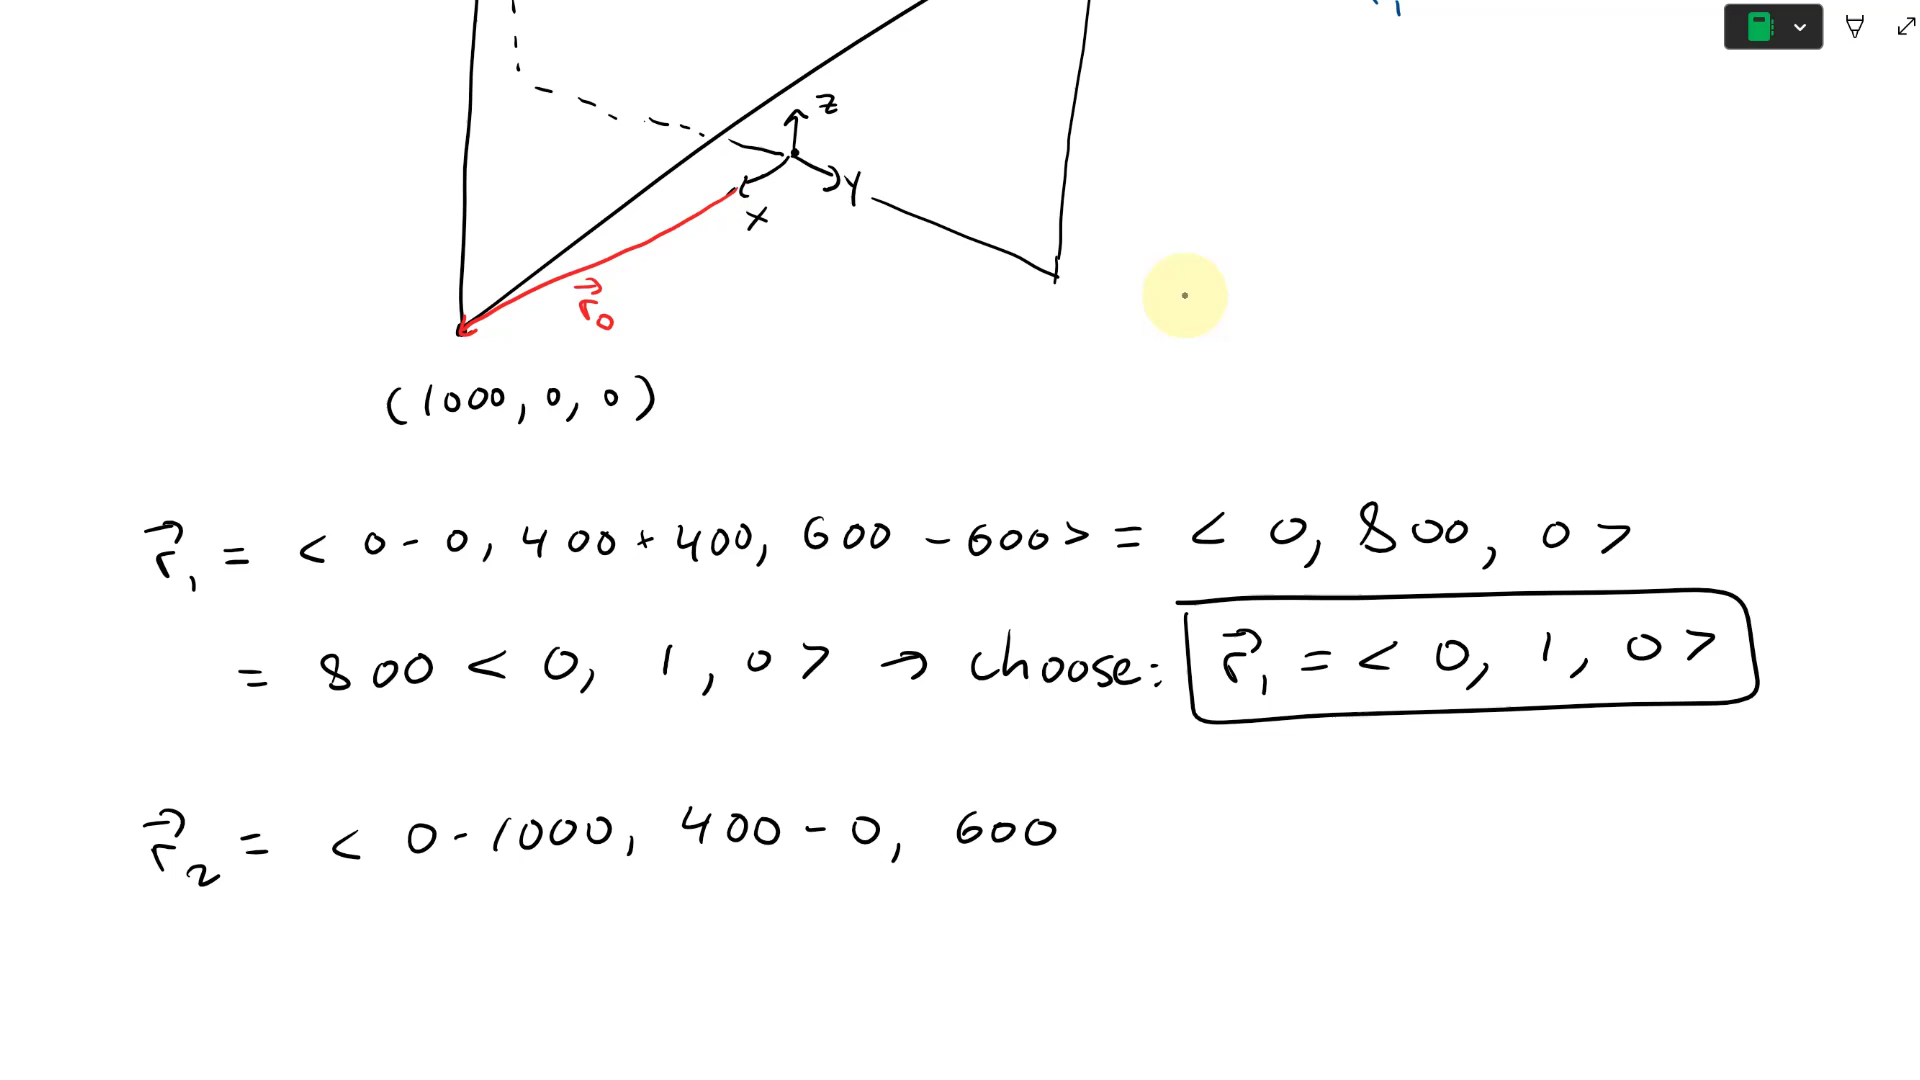 z
y
x
r⃗₀
(1000, 0, 0)
r⃗₁ = < 0 - 0, 400 + 400, 600 - 600 > = < 0, 800, 0 >
= 800 < 0, 1, 0 > → choose: r⃗₁ = < 0, 1, 0 >
r⃗₂ = < 0 - 1000, 400 - 0, 600